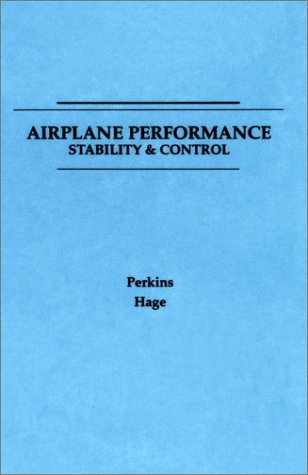 AIRPLANE PERFORMANCE
STABILITY & CONTROL
Perkins
Hage